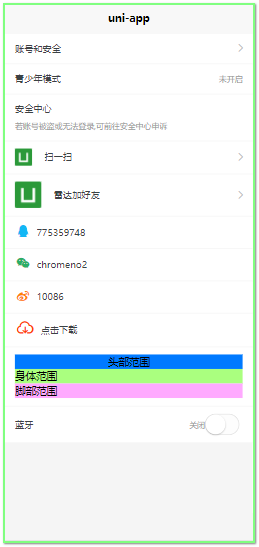 uni-app
账号和安全
青少年模式 未开启
安全中心
若账号被盗或无法登录,可前往安全中心申诉
扫一扫
雷达加好友
775359748
chromeno2
10086
点击下载
头部范围
身体范围
脚部范围
蓝牙 关闭